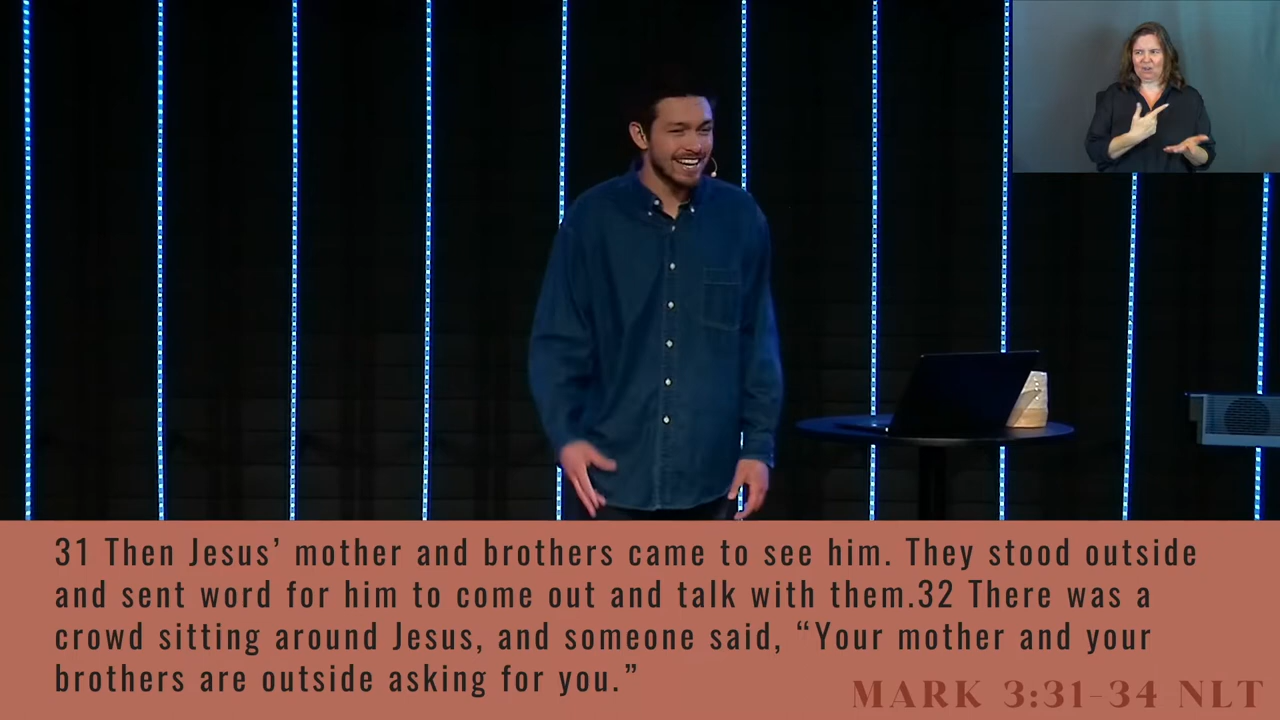 31 Then Jesus’ mother and brothers came to see him. They stood outside
and sent word for him to come out and talk with them.32 There was a
crowd sitting around Jesus, and someone said, “Your mother and your
brothers are outside asking for you.”
MARK 3:31-34 NLT